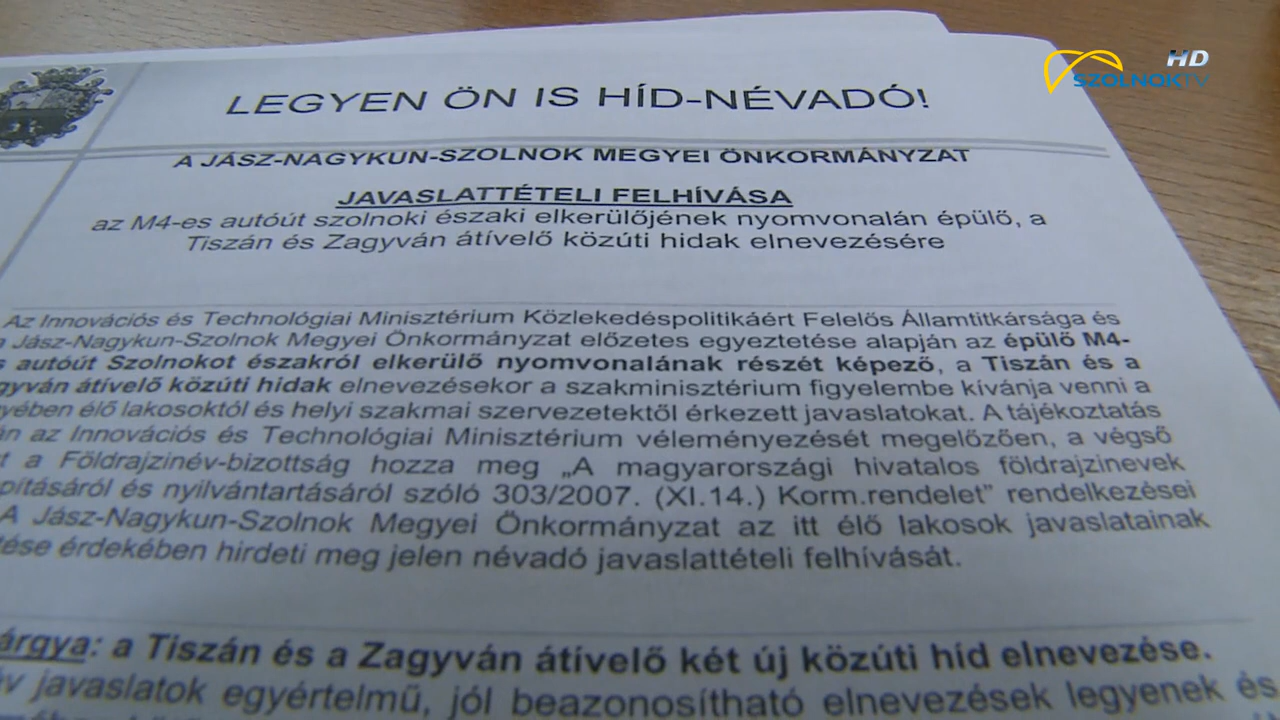 HD
SZOLNOK TV
LEGYEN ÖN IS HÍD-NÉVADÓ!
A JÁSZ-NAGYKUN-SZOLNOK MEGYEI ÖNKORMÁNYZAT
JAVASLATTÉTELI FELHÍVÁSA
az M4-es autóút szolnoki északi elkerülőjének nyomvonalán épülő, a
Tiszán és Zagyván átívelő közúti hidak elnevezésére
Az Innovációs és Technológiai Minisztérium Közlekedéspolitikáért Felelős Államtitkársága és
a Jász-Nagykun-Szolnok Megyei Önkormányzat előzetes egyeztetése alapján az épülő M4-
s autóút Szolnokot északról elkerülő nyomvonalának részét képező, a Tiszán és a
gyván átívelő közúti hidak elnevezésekor a szakminisztérium figyelembe kívánja venni a
yében élő lakosoktól és helyi szakmai szervezetektől érkezett javaslatokat. A tájékoztatás
án az Innovációs és Technológiai Minisztérium véleményezését megelőzően, a végső
t a Földrajzinév-bizottság hozza meg „A magyarországi hivatalos földrajzinevek
pításáról és nyilvántartásáról szóló 303/2007. (XI.14.) Korm.rendelet” rendelkezései
A Jász-Nagykun-Szolnok Megyei Önkormányzat az itt élő lakosok javaslatainak
tése érdekében hirdeti meg jelen névadó javaslattételi felhívását.
árgya: a Tiszán és a Zagyván átívelő két új közúti híd elnevezése.
év javaslatok egyértelmű, jól beazonosítható elnevezések legyenek és